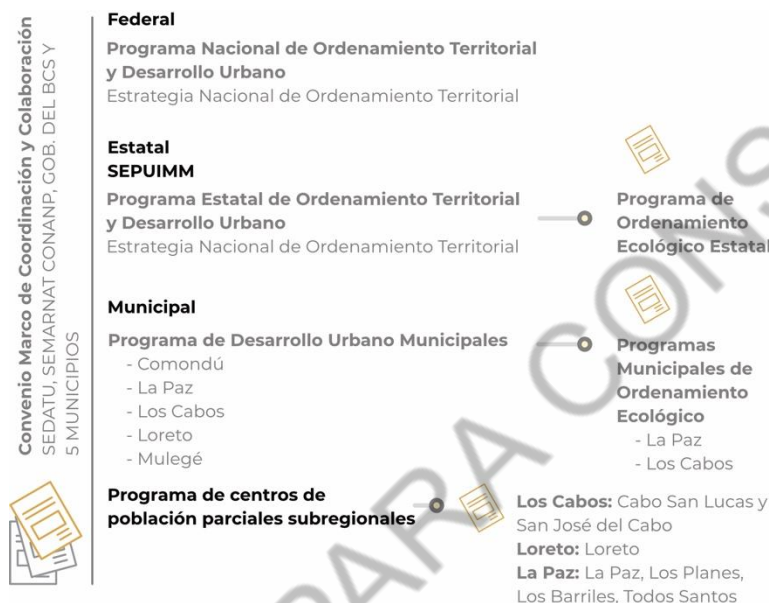 Convenio Marco de Coordinación y Colaboración
SEDATU, SEMARNAT CONANP, GOB. DEL BCS Y
5 MUNICIPIOS
Federal
Programa Nacional de Ordenamiento Territorial
y Desarrollo Urbano
Estrategia Nacional de Ordenamiento Territorial
Estatal
SEPUIMM
Programa Estatal de Ordenamiento Territorial
y Desarrollo Urbano
Estrategia Nacional de Ordenamiento Territorial
Programa de
Ordenamiento
Ecológico Estatal
Municipal
Programa de Desarrollo Urbano Municipales
- Comondú
- La Paz
- Los Cabos
- Loreto
- Mulegé
Programas
Municipales de
Ordenamiento
Ecológico
- La Paz
- Los Cabos
Programa de centros de
población parciales subregionales
Los Cabos: Cabo San Lucas y
San José del Cabo
Loreto: Loreto
La Paz: La Paz, Los Planes,
Los Barriles, Todos Santos
PARA CONS